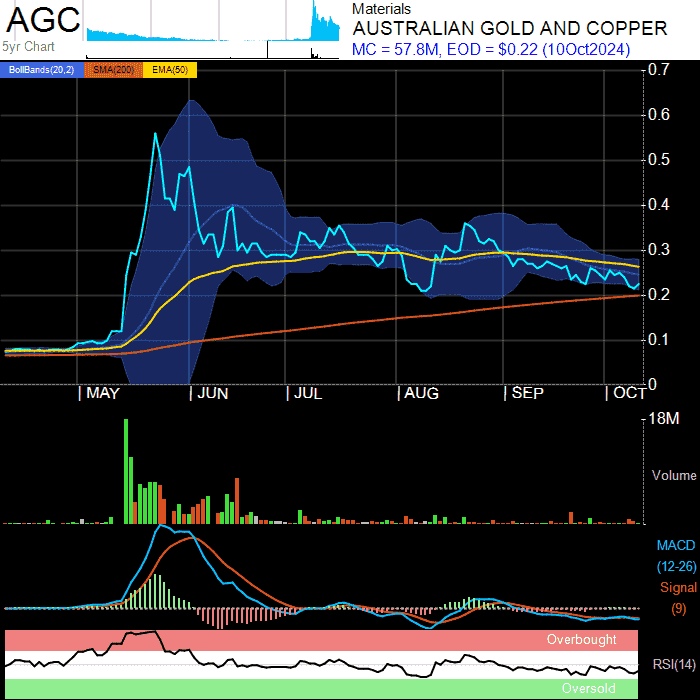 AGC
5yr Chart
Materials
AUSTRALIAN GOLD AND COPPER
MC = 57.8M, EOD = $0.22 (10Oct2024)
BollBands(20,2) SMA(200) EMA(50)
0.7
0.6
0.5
0.4
0.3
0.2
0.1
0
| MAY | JUN | JUL | AUG | SEP | OCT
18M
Volume
MACD
(12-26)
Signal
(9)
Overbought
RSI(14)
Oversold